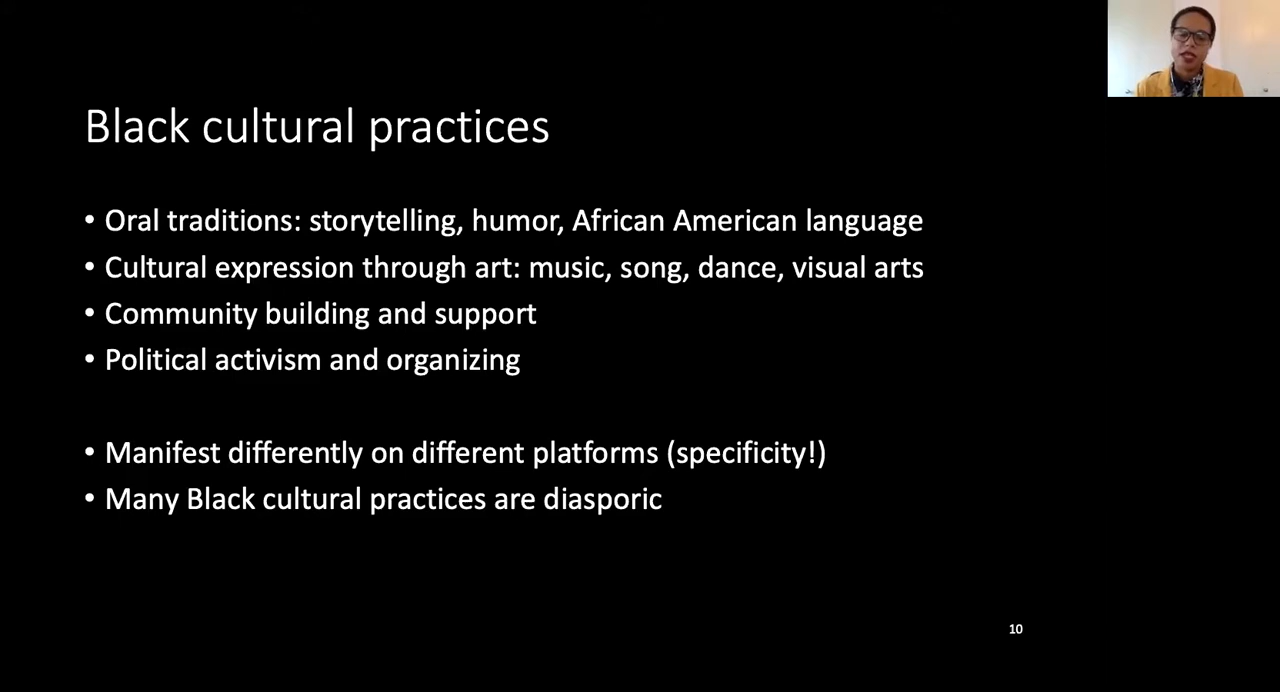 Black cultural practices
• Oral traditions: storytelling, humor, African American language
• Cultural expression through art: music, song, dance, visual arts
• Community building and support
• Political activism and organizing
• Manifest differently on different platforms (specificity!)
• Many Black cultural practices are diasporic
10